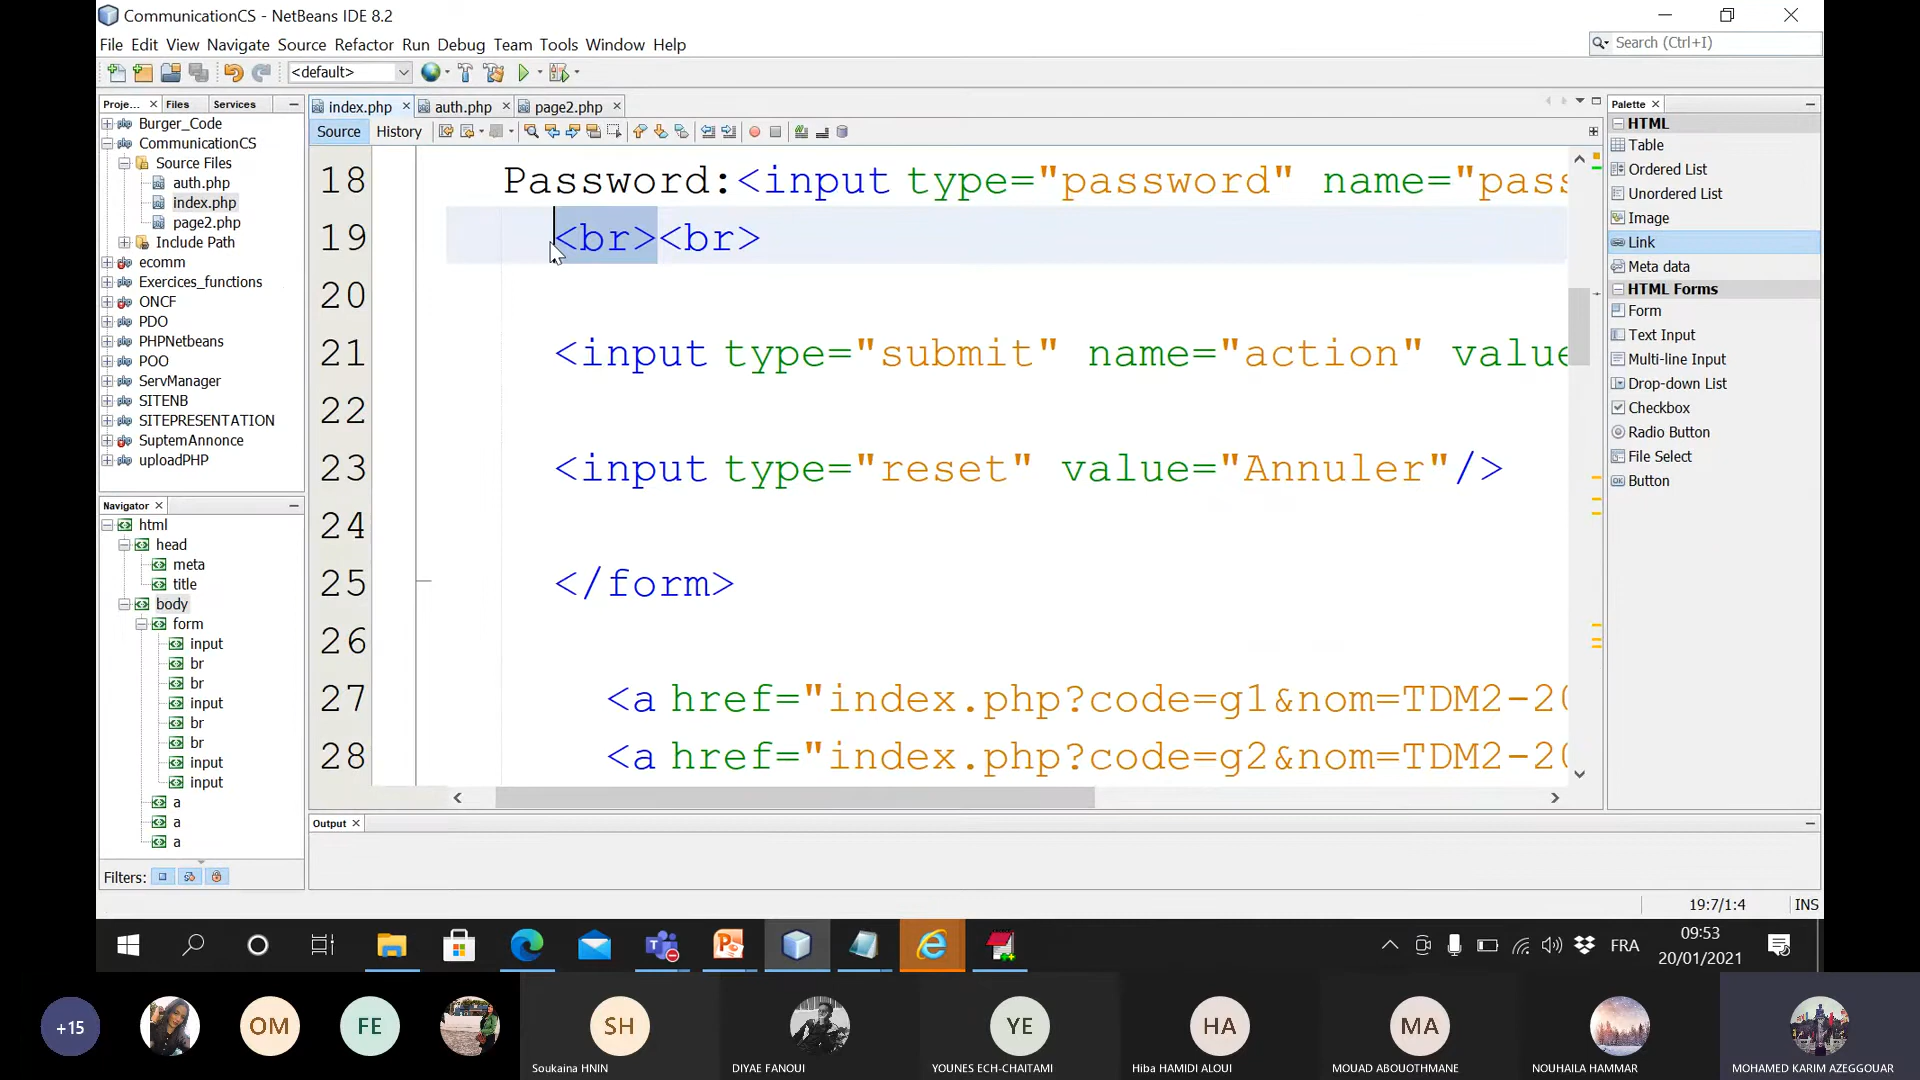 CommunicationCS - NetBeans IDE 8.2
File Edit View Navigate Source Refactor Run Debug Team Tools Window Help
Search (Ctrl+I)
<default>
Proje... Files Services
Burger_Code
CommunicationCS
Source Files
auth.php
index.php
page2.php
Include Path
ecomm
Exercices_functions
ONCF
PDO
PHPNetbeans
POO
ServManager
SITENB
SITEPRESENTATION
SuptemAnnonce
uploadPHP
Navigator
html
head
meta
title
body
form
input
br
br
input
br
br
input
input
a
a
a
Filters:
index.php auth.php page2.php
Source History
18 Password:<input type="password" name="pass
19 <br><br>
20
21 <input type="submit" name="action" value
22
23 <input type="reset" value="Annuler"/>
24
25 </form>
26
27 <a href="index.php?code=g1&nom=TDM2-20
28 <a href="index.php?code=g2&nom=TDM2-20
Output
Palette
HTML
Table
Ordered List
Unordered List
Image
Link
Meta data
HTML Forms
Form
Text Input
Multi-line Input
Drop-down List
Checkbox
Radio Button
File Select
Button
19:7/1:4 INS
FRA
09:53
20/01/2021
+15 OM FE SH YE HA MA
Soukaina HNIN DIYAE FANOUI YOUNES ECH-CHAITAMI Hiba HAMIDI ALOUI MOUAD ABOUOTHMANE NOUHAILA HAMMAR MOHAMED KARIM AZEGGOUAR